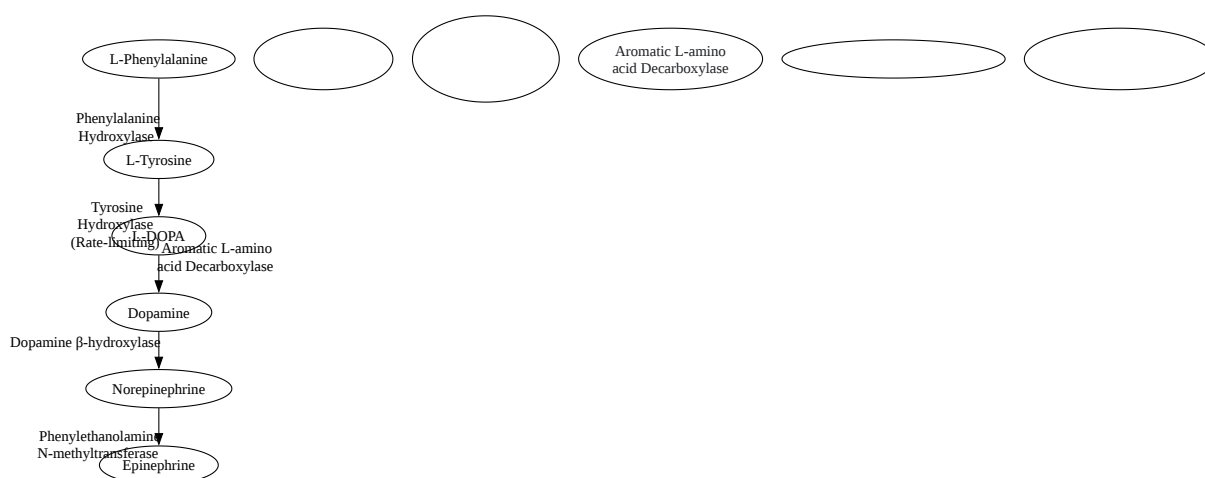 L-Phenylalanine
Aromatic L-amino
acid Decarboxylase
Phenylalanine
Hydroxylase
L-Tyrosine
Tyrosine
Hydroxylase
(Rate-limiting)
L-DOPA
Aromatic L-amino
acid Decarboxylase
Dopamine
Dopamine β-hydroxylase
Norepinephrine
Phenylethanolamine
N-methyltransferase
Epinephrine